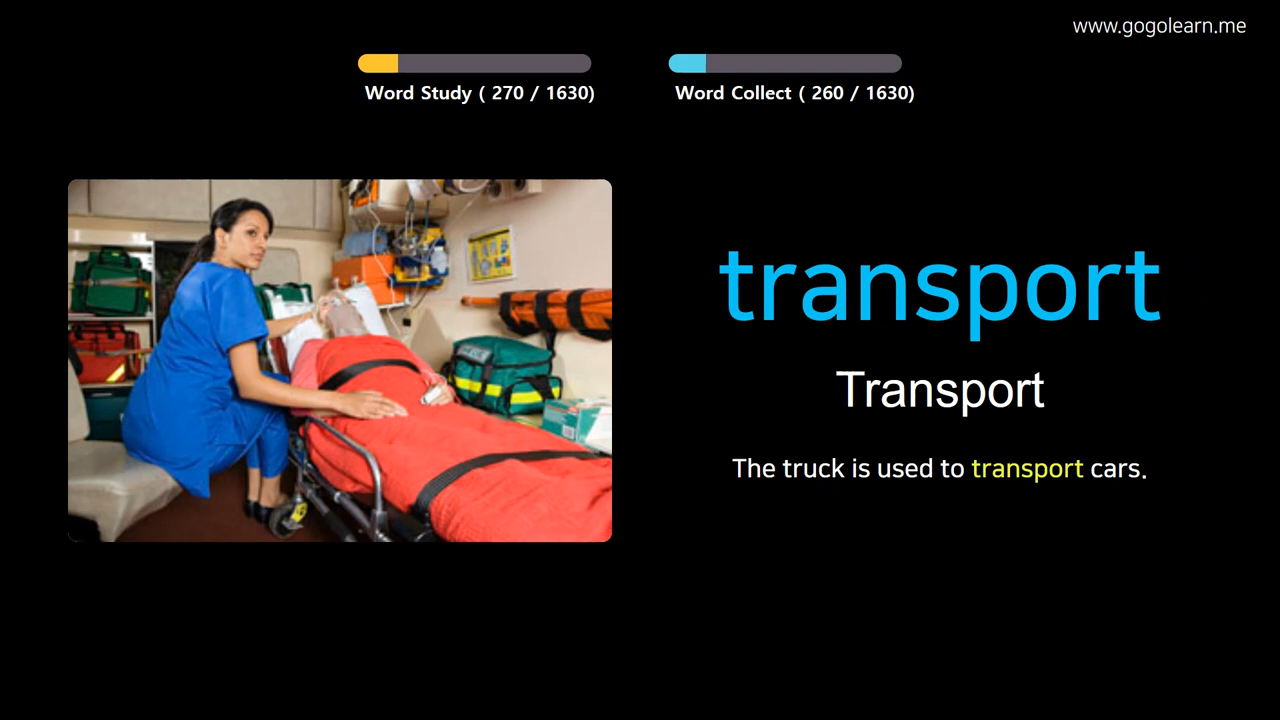 www.gogolearn.me
Word Study ( 270 / 1630)
Word Collect ( 260 / 1630)
transport
Transport
The truck is used to transport cars.